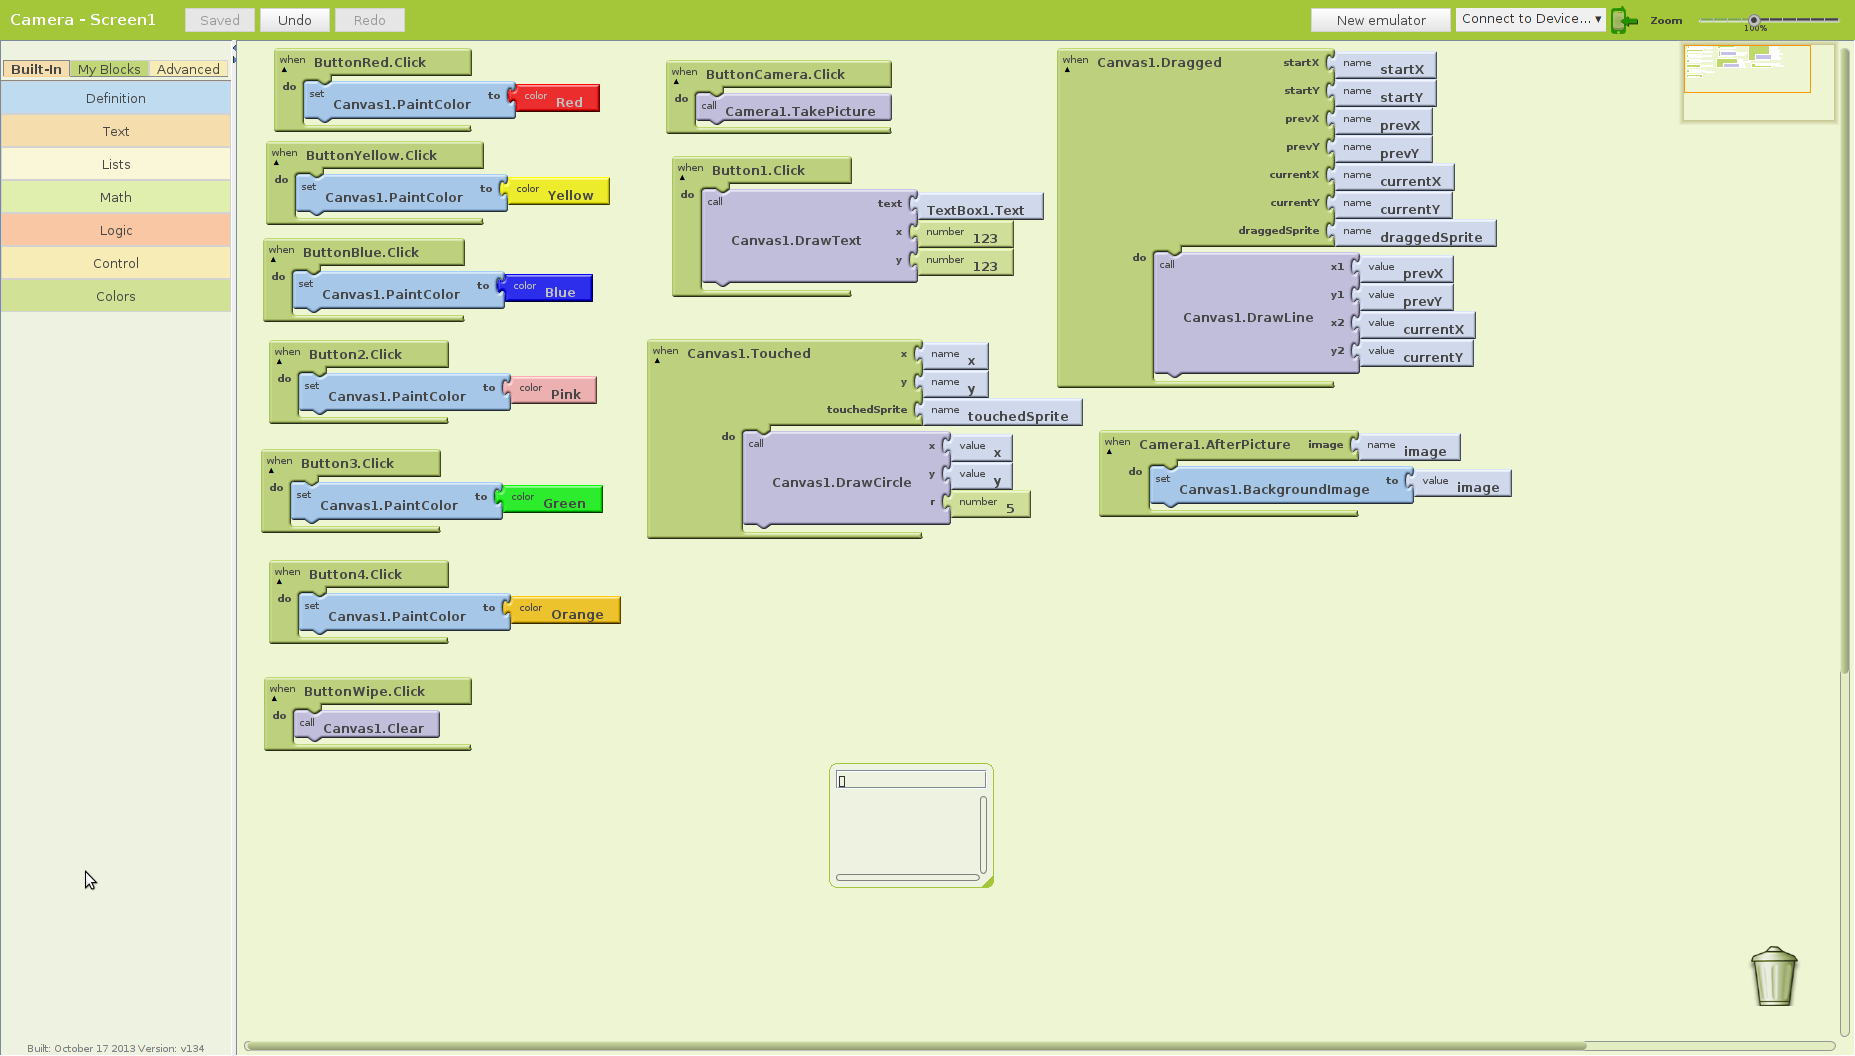 Camera - Screen1
Saved
Undo
Redo
New emulator
Connect to Device...
Zoom
100%
Built-In
My Blocks
Advanced
Definition
Text
Lists
Math
Logic
Control
Colors
when ButtonRed.Click
do set Canvas1.PaintColor to color Red
when ButtonYellow.Click
do set Canvas1.PaintColor to color Yellow
when ButtonBlue.Click
do set Canvas1.PaintColor to color Blue
when Button2.Click
do set Canvas1.PaintColor to color Pink
when Button3.Click
do set Canvas1.PaintColor to color Green
when Button4.Click
do set Canvas1.PaintColor to color Orange
when ButtonWipe.Click
do call Canvas1.Clear
when ButtonCamera.Click
do call Camera1.TakePicture
when Button1.Click
do call Canvas1.DrawText text TextBox1.Text
x number 123
y number 123
when Canvas1.Touched x name x
y name y
touchedSprite name touchedSprite
do call Canvas1.DrawCircle x value x
y value y
r number 5
when Canvas1.Dragged startX name startX
startY name startY
prevX name prevX
prevY name prevY
currentX name currentX
currentY name currentY
draggedSprite name draggedSprite
do call Canvas1.DrawLine x1 value prevX
y1 value prevY
x2 value currentX
y2 value currentY
when Camera1.AfterPicture image name image
do set Canvas1.BackgroundImage to value image
Built: October 17 2013 Version: v134